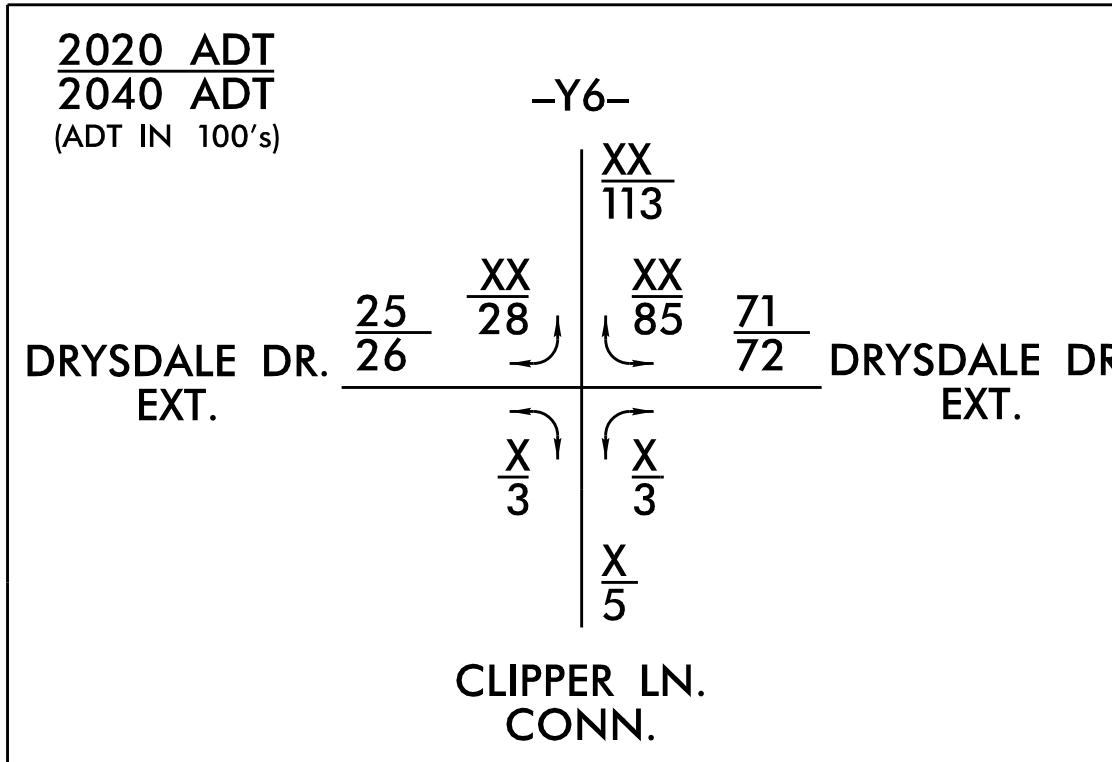 2020 ADT
2040 ADT
(ADT IN 100's)
–Y6–
XX
113
XX
28
XX
85
25
26
71
72
DRYSDALE DR.
EXT.
DRYSDALE DR
EXT.
X
3
X
3
X
5
CLIPPER LN.
CONN.